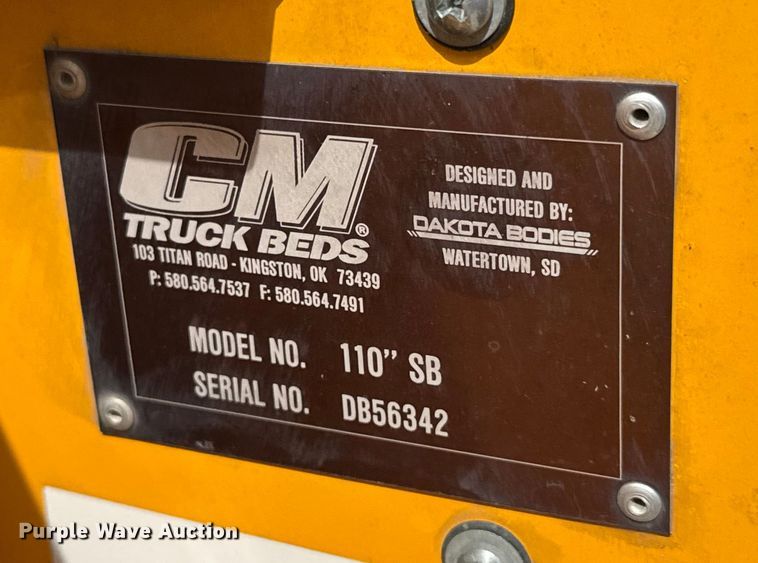 CM
TRUCK BEDS®
103 TITAN ROAD - KINGSTON, OK 73439
P: 580.564.7537 F: 580.564.7491
DESIGNED AND
MANUFACTURED BY:
DAKOTA BODIES
WATERTOWN, SD
MODEL NO. 110" SB
SERIAL NO. DB56342
Purple Wave Auction